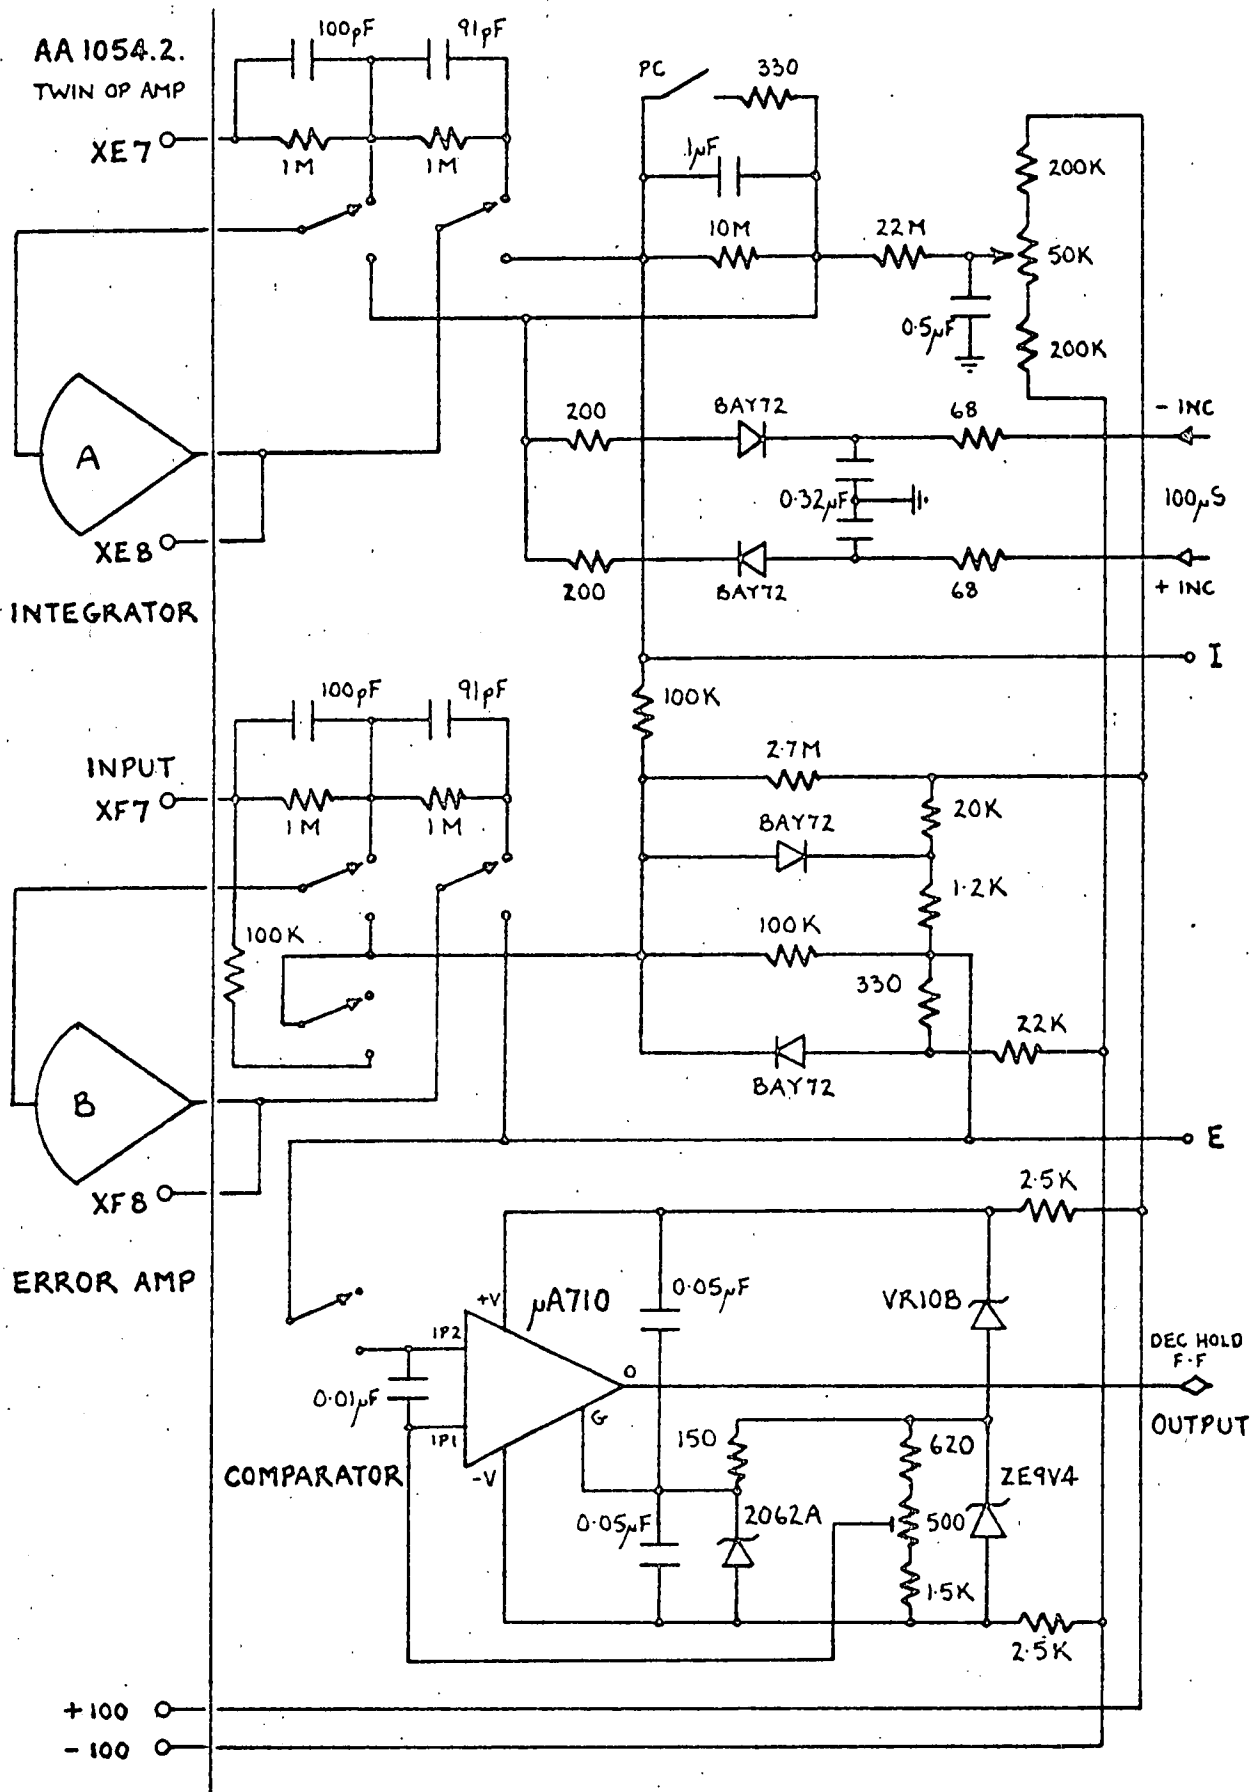 AA 1054.2.
TWIN OP AMP
100pF
91pF
XE7
1M
1M
PC
330
.1µF
10M
22M
0.5µF
200K
50K
200K
A
XE8
INTEGRATOR
200
BAY72
68
- INC
0.32µF
100µS
200
BAY72
68
+ INC
I
100K
INPUT
XF7
100pF
91pF
1M
1M
2.7M
20K
BAY72
1.2K
100K
100K
330
22K
BAY72
B
XF8
E
ERROR AMP
2.5K
+V
µA710
0.05µF
VR10B
IP2
O
DEC HOLD
F.F
0.01µF
IP1
G
OUTPUT
COMPARATOR
-V
150
620
ZE9V4
0.05µF
2062A
500
1.5K
2.5K
+ 100
- 100